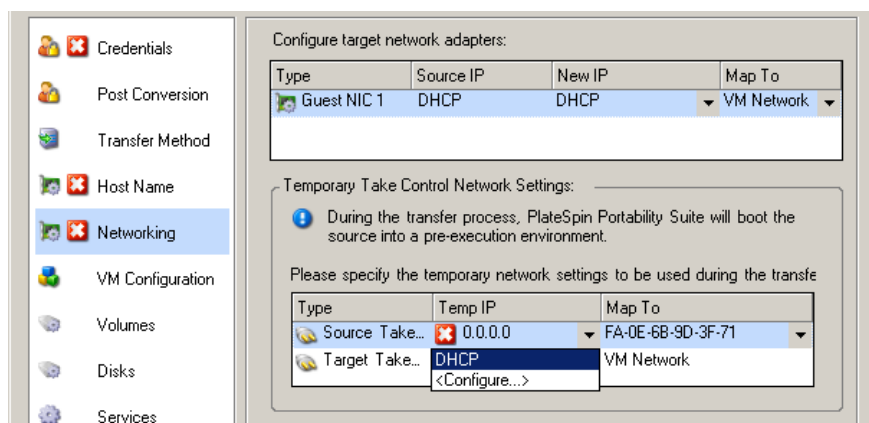 Credentials
Post Conversion
Transfer Method
Host Name
Networking
VM Configuration
Volumes
Disks
Services
Configure target network adapters:
Type Source IP New IP Map To
Guest NIC 1 DHCP DHCP VM Network
Temporary Take Control Network Settings:
During the transfer process, PlateSpin Portability Suite will boot the
source into a pre-execution environment.
Please specify the temporary network settings to be used during the transfe
Type Temp IP Map To
Source Take... 0.0.0.0 FA-0E-6B-9D-3F-71
Target Take... DHCP VM Network
<Configure...>